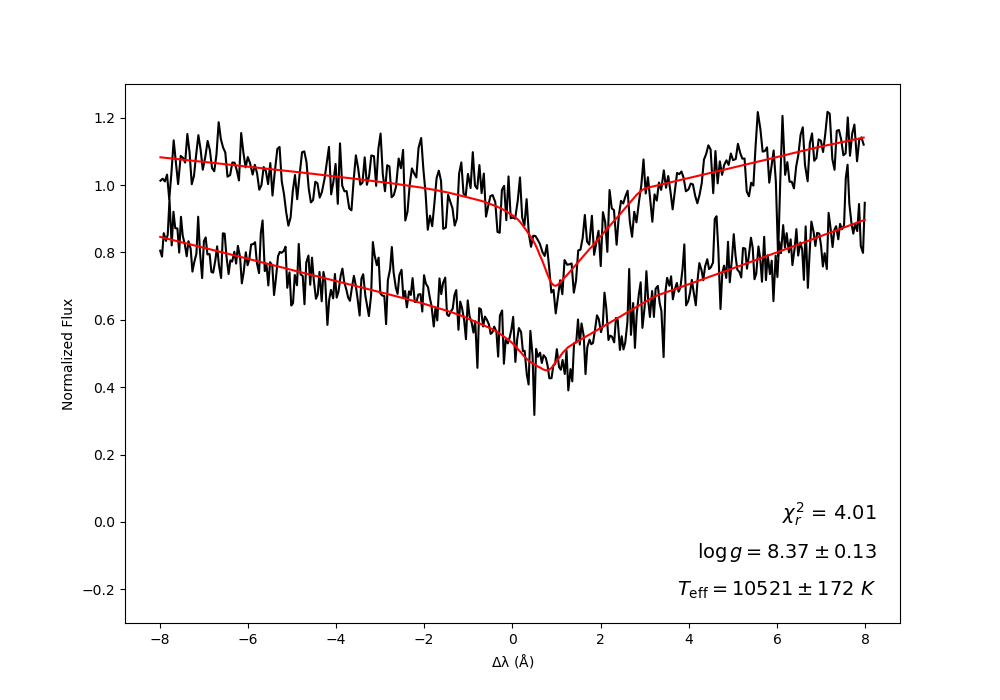 1.2
1.0
0.8
0.6
0.4
0.2
0.0
−0.2
Normalized Flux
χ²ᵣ = 4.01
log g = 8.37 ± 0.13
T_eff = 10521 ± 172 K
−8 −6 −4 −2 0 2 4 6 8
Δλ (Å)